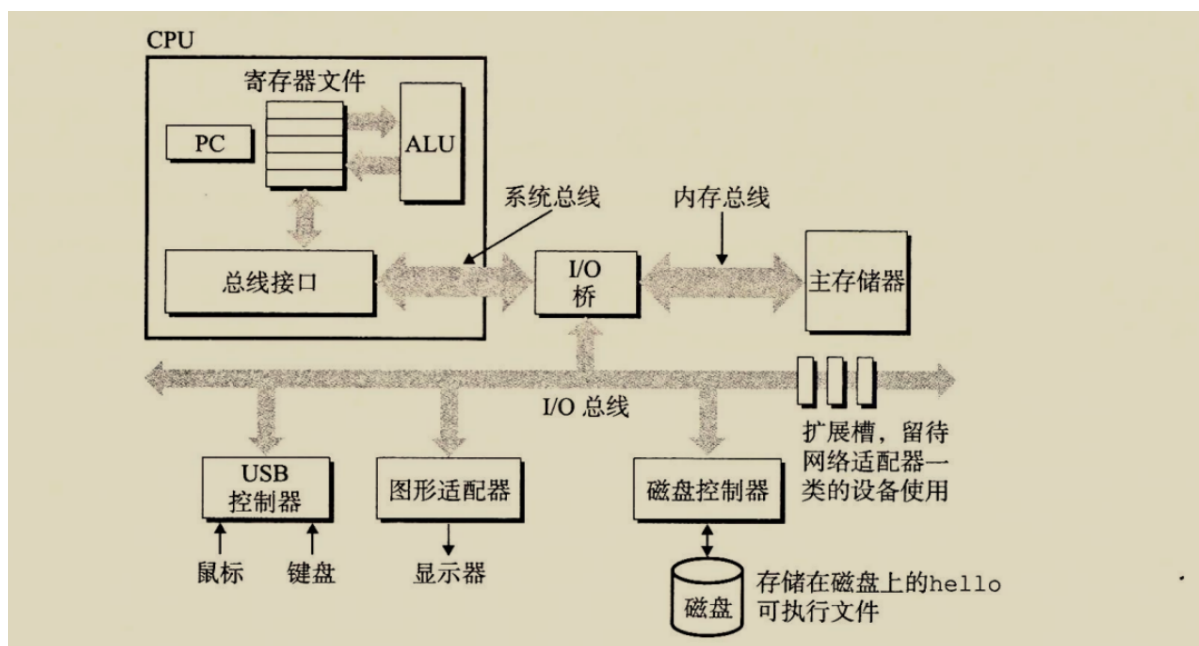 CPU
寄存器文件
PC
ALU
系统总线
内存总线
总线接口
I/O
桥
主存储器
I/O 总线
扩展槽，留待
网络适配器一
类的设备使用
USB
控制器
图形适配器
磁盘控制器
鼠标
键盘
显示器
磁盘
存储在磁盘上的hello
可执行文件